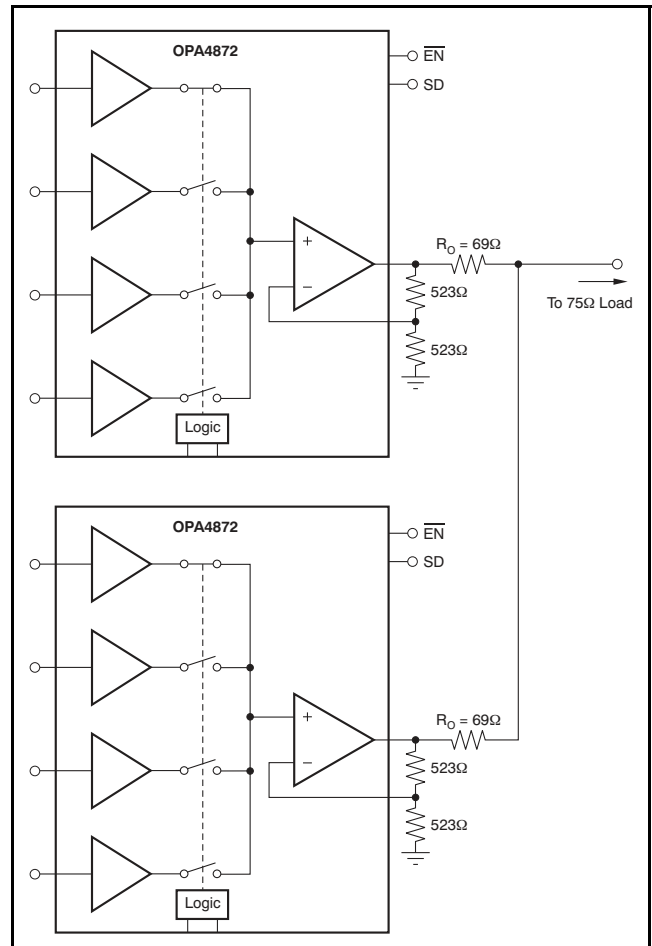 OPA4872
EN
SD
+
−
R_O = 69Ω
523Ω
523Ω
To 75Ω Load
Logic
OPA4872
EN
SD
+
−
R_O = 69Ω
523Ω
523Ω
Logic